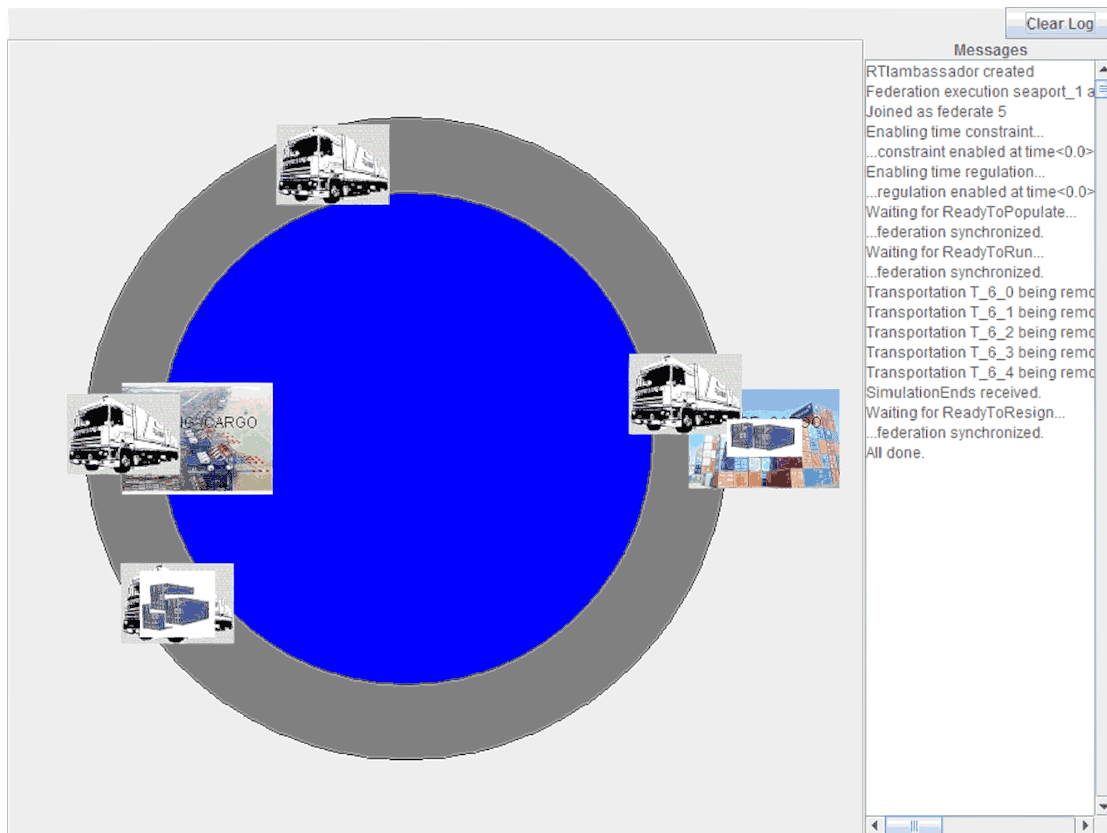 Clear Log
Messages
RTIambassador created
Federation execution seaport_1 a
Joined as federate 5
Enabling time constraint...
...constraint enabled at time<0.0>
Enabling time regulation...
...regulation enabled at time<0.0>
Waiting for ReadyToPopulate...
...federation synchronized.
Waiting for ReadyToRun...
...federation synchronized.
Transportation T_6_0 being remo
Transportation T_6_1 being remo
Transportation T_6_2 being remo
Transportation T_6_3 being remo
Transportation T_6_4 being remo
SimulationEnds received.
Waiting for ReadyToResign...
...federation synchronized.
All done.
CARGO